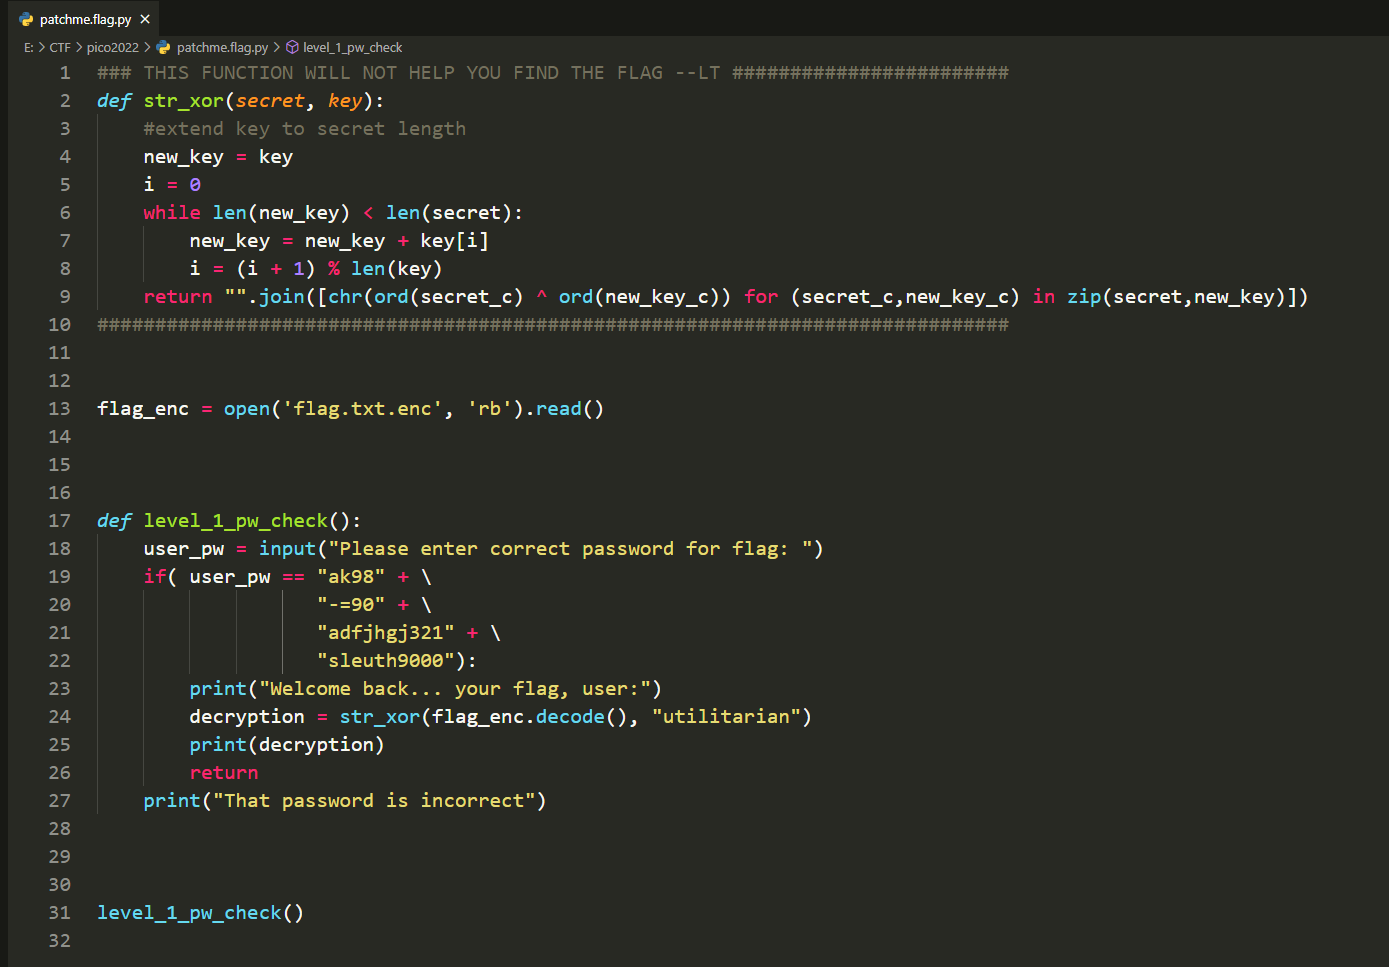 patchme.flag.py ×
E: > CTF > pico2022 > patchme.flag.py > level_1_pw_check
1 ### THIS FUNCTION WILL NOT HELP YOU FIND THE FLAG --LT ########################
2 def str_xor(secret, key):
3     #extend key to secret length
4     new_key = key
5     i = 0
6     while len(new_key) < len(secret):
7         new_key = new_key + key[i]
8         i = (i + 1) % len(key)
9     return "".join([chr(ord(secret_c) ^ ord(new_key_c)) for (secret_c,new_key_c) in zip(secret,new_key)])
10 ###############################################################################
11
12
13 flag_enc = open('flag.txt.enc', 'rb').read()
14
15
16
17 def level_1_pw_check():
18     user_pw = input("Please enter correct password for flag: ")
19     if( user_pw == "ak98" + \
20                    "-=90" + \
21                    "adfjhgj321" + \
22                    "sleuth9000"):
23         print("Welcome back... your flag, user:")
24         decryption = str_xor(flag_enc.decode(), "utilitarian")
25         print(decryption)
26         return
27     print("That password is incorrect")
28
29
30
31 level_1_pw_check()
32